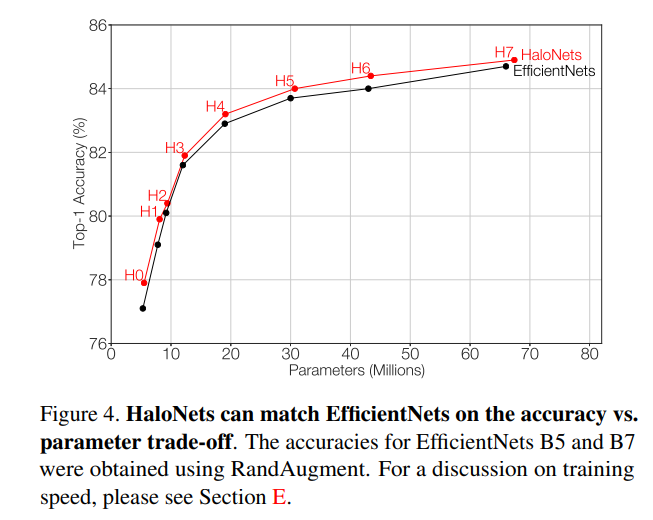 86
84
82
80
78
76
Top-1 Accuracy (%)
H0
H1
H2
H3
H4
H5
H6
H7
HaloNets
EfficientNets
0 10 20 30 40 50 60 70 80
Parameters (Millions)
Figure 4. HaloNets can match EfficientNets on the accuracy vs.
parameter trade-off. The accuracies for EfficientNets B5 and B7
were obtained using RandAugment. For a discussion on training
speed, please see Section E.